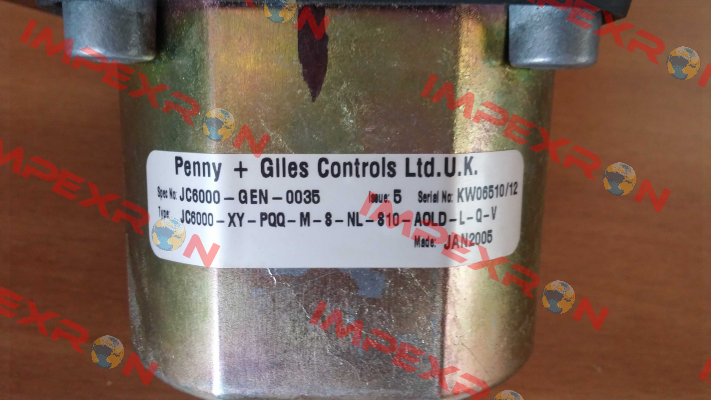 Penny + Giles Controls Ltd.U.K.
Spec No: JC6000-GEN-0035 Issue: 5 Serial No: KW06510/12
Type: JC6000-XY-PQQ-M-8-NL-810-AOLD-L-Q-V
Made: JAN2005
IMPEXRON
IMPEXRON
IMPEXRON
IMPEXRON
IMPEXRON
IMPEXRON